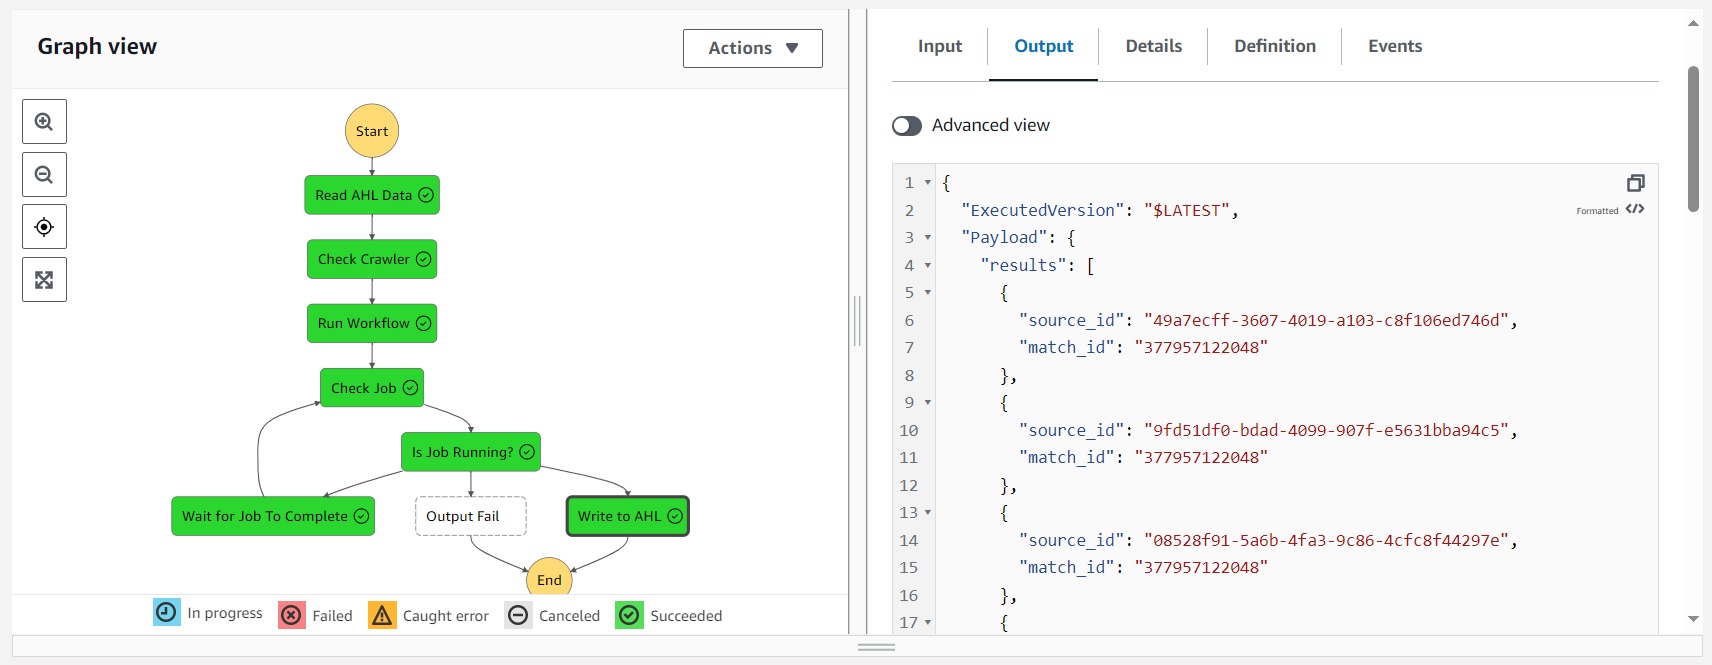 Graph view
Actions
Start
Read AHL Data
Check Crawler
Run Workflow
Check Job
Is Job Running?
Wait for Job To Complete
Output Fail
Write to AHL
End
In progress
Failed
Caught error
Canceled
Succeeded
Input
Output
Details
Definition
Events
Advanced view
Formatted
1 {
2 "ExecutedVersion": "$LATEST",
3 "Payload": {
4 "results": [
5 {
6 "source_id": "49a7ecff-3607-4019-a103-c8f106ed746d",
7 "match_id": "377957122048"
8 },
9 {
10 "source_id": "9fd51df0-bdad-4099-907f-e5631bba94c5",
11 "match_id": "377957122048"
12 },
13 {
14 "source_id": "08528f91-5a6b-4fa3-9c86-4cfc8f44297e",
15 "match_id": "377957122048"
16 },
17 {